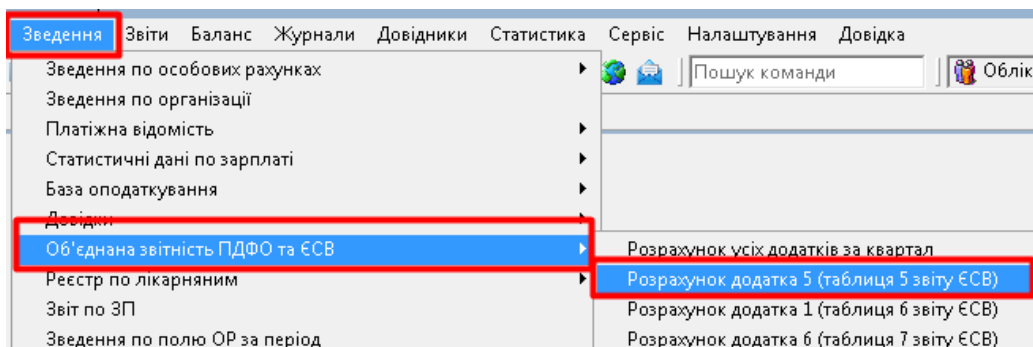 Зведення Звіти Баланс Журнали Довідники Статистика Сервіс Налаштування Довідка
Зведення по особових рахунках
Пошук команди
Облік
Зведення по організації
Платіжна відомість
Статистичні дані по зарплаті
База оподаткування
Довідки
Об'єднана звітність ПДФО та ЄСВ
Розрахунок усіх додатків за квартал
Реєстр по лікарняним
Розрахунок додатка 5 (таблиця 5 звіту ЄСВ)
Звіт по ЗП
Розрахунок додатка 1 (таблиця 6 звіту ЄСВ)
Зведення по полю ОР за період
Розрахунок додатка 6 (таблиця 7 звіту ЄСВ)